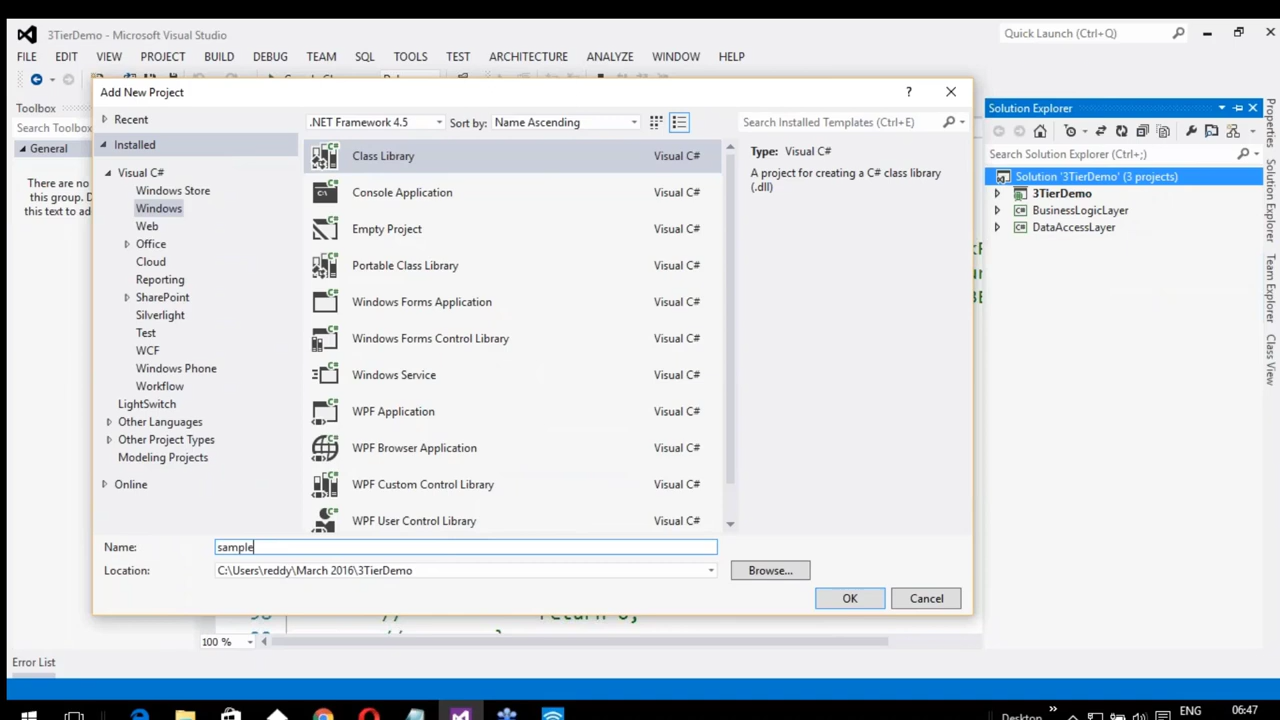 3TierDemo - Microsoft Visual Studio
Quick Launch (Ctrl+Q)
FILE EDIT VIEW PROJECT BUILD DEBUG TEAM SQL TOOLS TEST ARCHITECTURE ANALYZE WINDOW HELP
Toolbox
Search Toolbox
General
There are no
this group. D
this text to ad
Add New Project
?
Recent
Installed
Visual C#
Windows Store
Windows
Web
Office
Cloud
Reporting
SharePoint
Silverlight
Test
WCF
Windows Phone
Workflow
LightSwitch
Other Languages
Other Project Types
Modeling Projects
Online
.NET Framework 4.5
Sort by: Name Ascending
Search Installed Templates (Ctrl+E)
Class Library Visual C#
Console Application Visual C#
Empty Project Visual C#
Portable Class Library Visual C#
Windows Forms Application Visual C#
Windows Forms Control Library Visual C#
Windows Service Visual C#
WPF Application Visual C#
WPF Browser Application Visual C#
WPF Custom Control Library Visual C#
WPF User Control Library Visual C#
Type: Visual C#
A project for creating a C# class library
(.dll)
Name: sample
Location: C:\Users\reddy\March 2016\3TierDemo
Browse...
OK Cancel
Solution Explorer
Search Solution Explorer (Ctrl+;)
Solution '3TierDemo' (3 projects)
3TierDemo
BusinessLogicLayer
DataAccessLayer
Properties
Solution Explorer
Team Explorer
Class View
100 %
Error List
Desktop
ENG
06:47